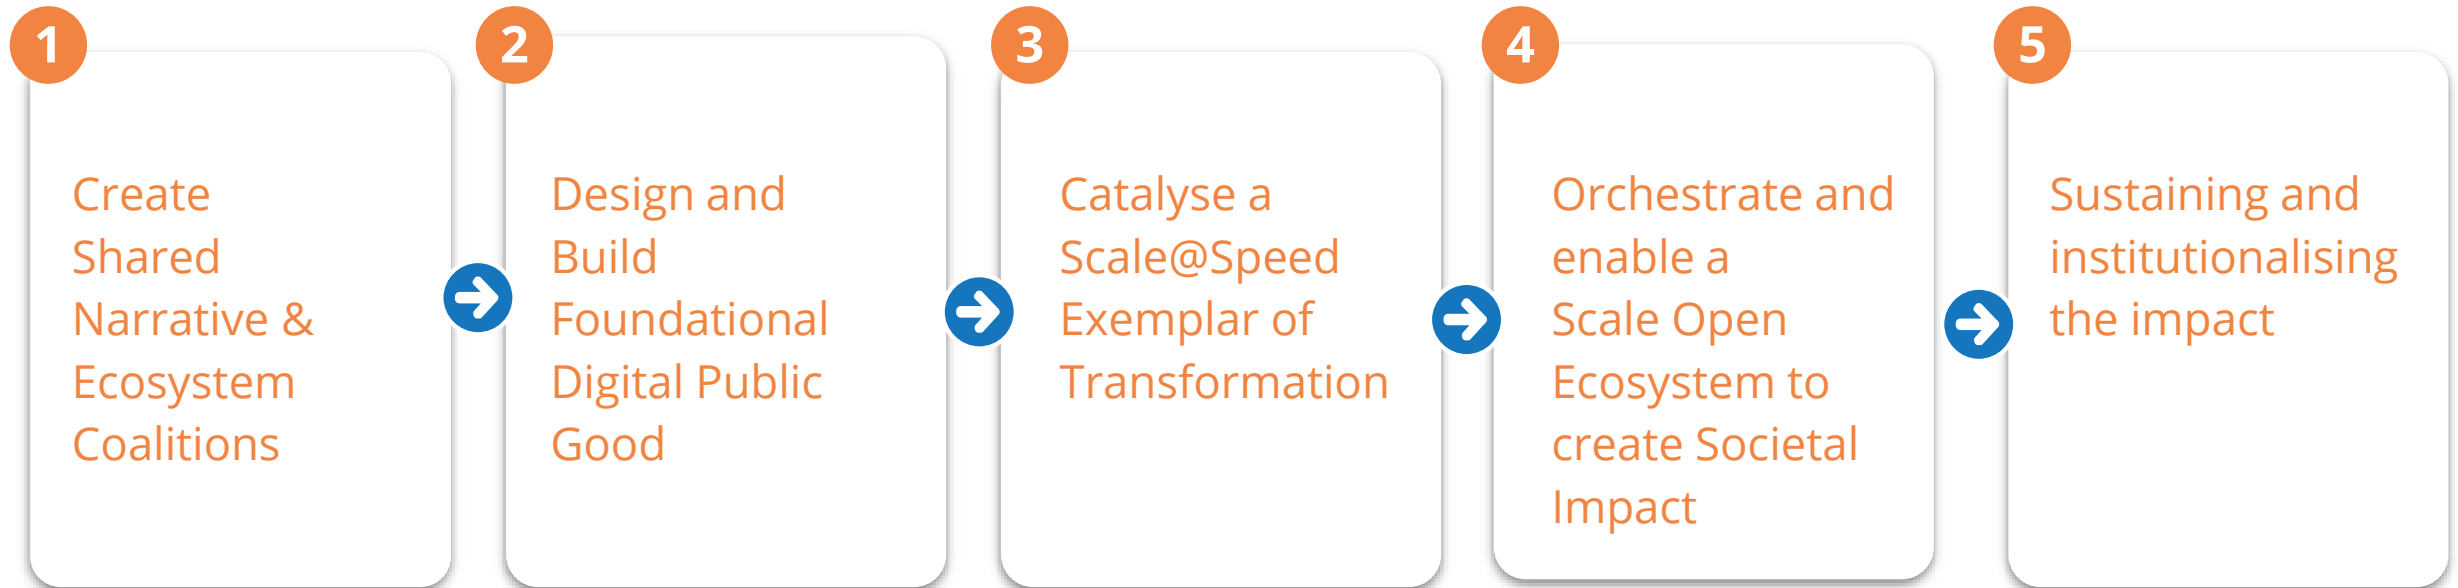 1
Create
Shared
Narrative &
Ecosystem
Coalitions
2
Design and
Build
Foundational
Digital Public
Good
3
Catalyse a
Scale@Speed
Exemplar of
Transformation
4
Orchestrate and
enable a
Scale Open
Ecosystem to
create Societal
Impact
5
Sustaining and
institutionalising
the impact